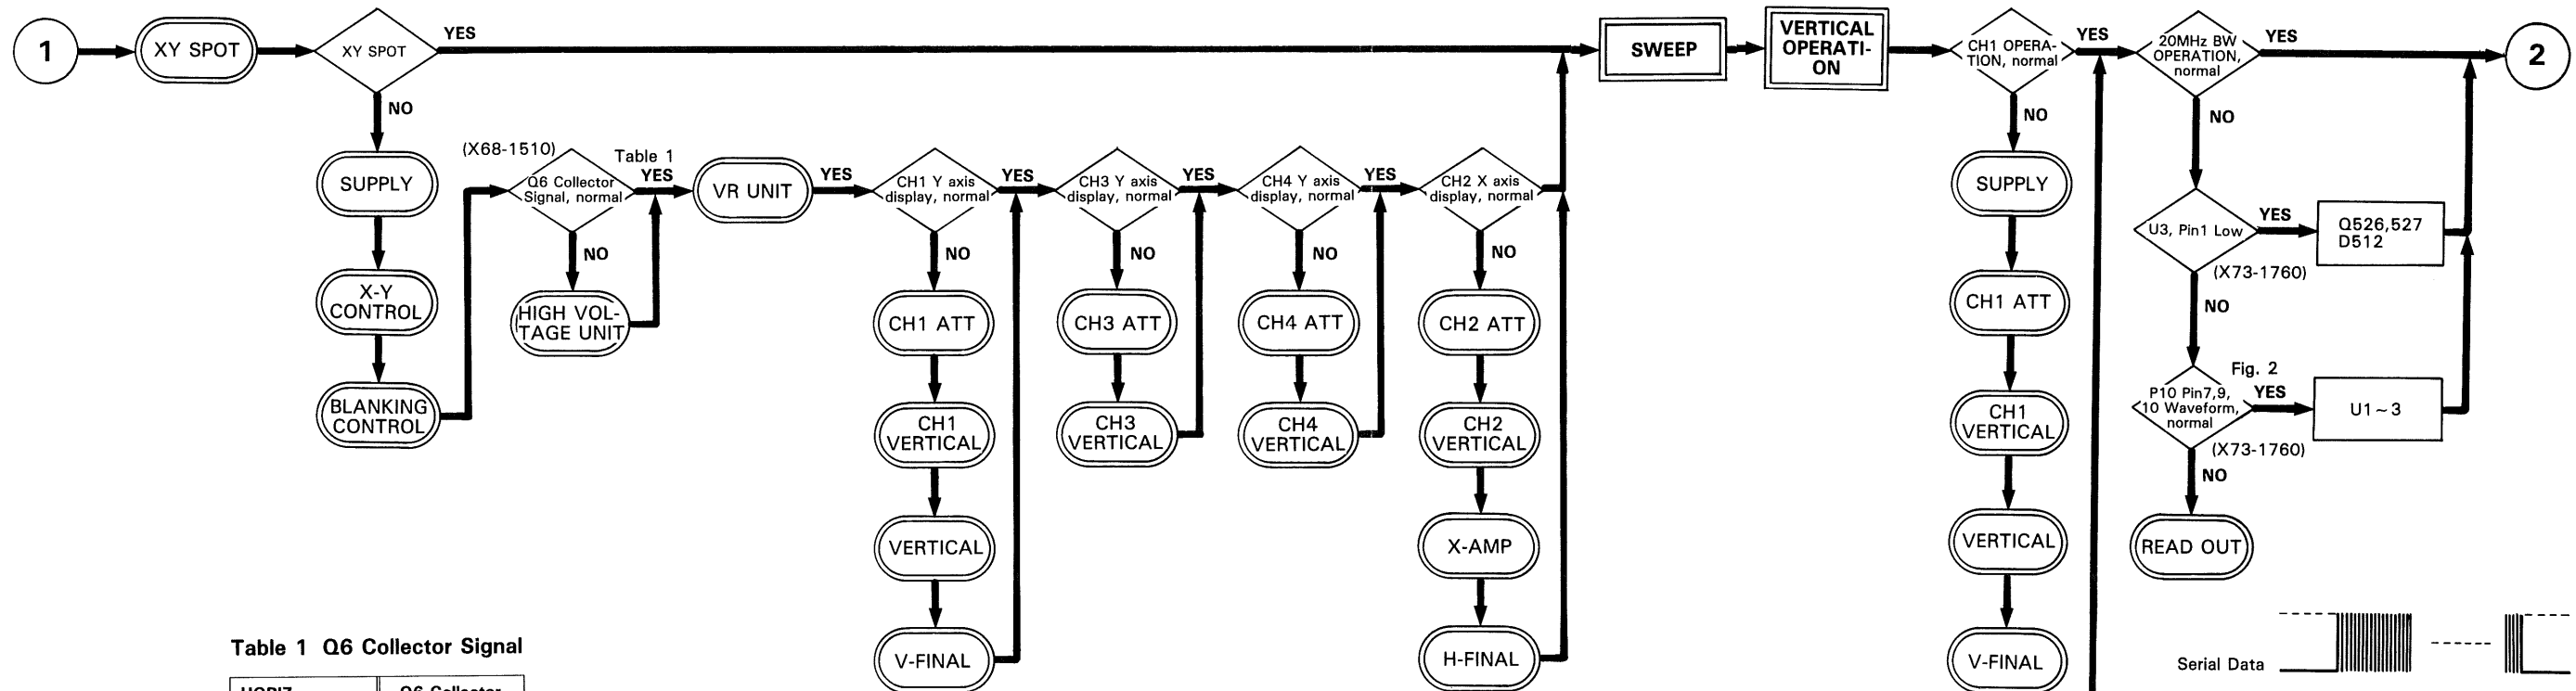 1
XY SPOT
XY SPOT
YES
NO
SUPPLY
X-Y
CONTROL
BLANKING
CONTROL
(X68-1510)
Q6 Collector
Signal, normal
Table 1
YES
NO
HIGH VOL-
TAGE UNIT
VR UNIT
YES
CH1 Y axis
display, normal
YES
NO
CH1 ATT
CH1
VERTICAL
VERTICAL
V-FINAL
CH3 Y axis
display, normal
YES
NO
CH3 ATT
CH3
VERTICAL
CH4 Y axis
display, normal
YES
NO
CH4 ATT
CH4
VERTICAL
CH2 X axis
display, normal
NO
CH2 ATT
CH2
VERTICAL
X-AMP
H-FINAL
SWEEP
VERTICAL
OPERATI-
ON
CH1 OPERA-
TION, normal
YES
NO
SUPPLY
CH1 ATT
CH1
VERTICAL
VERTICAL
V-FINAL
20MHz BW
OPERATION,
normal
YES
NO
U3, Pin1 Low
YES
(X73-1760)
Q526,527
D512
NO
Fig. 2
P10 Pin7,9,
10 Waveform,
normal
YES
(X73-1760)
U1~3
NO
READ OUT
2
Serial Data
Table 1 Q6 Collector Signal
HORIZ
Q6 Collector